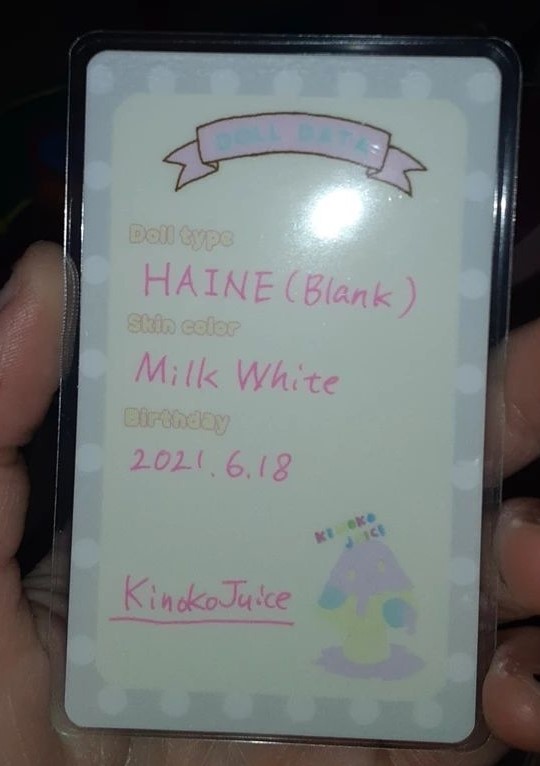 DOLL DATA
Doll type
HAINE (Blank)
Skin color
Milk White
Birthday
2021.6.18
KINOKO
JUICE
KinokoJuice